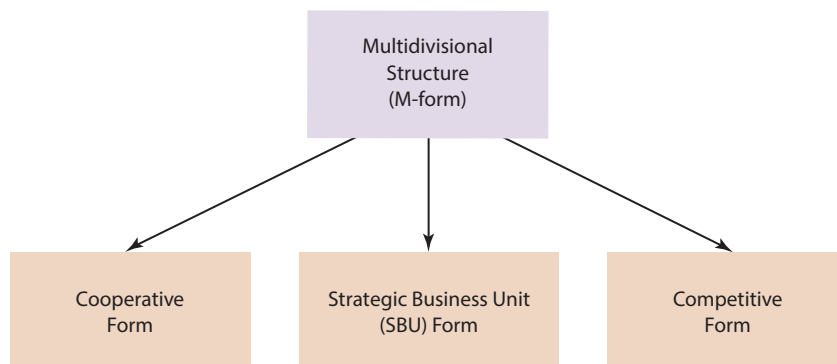 Multidivisional
Structure
(M-form)
Cooperative
Form
Strategic Business Unit
(SBU) Form
Competitive
Form